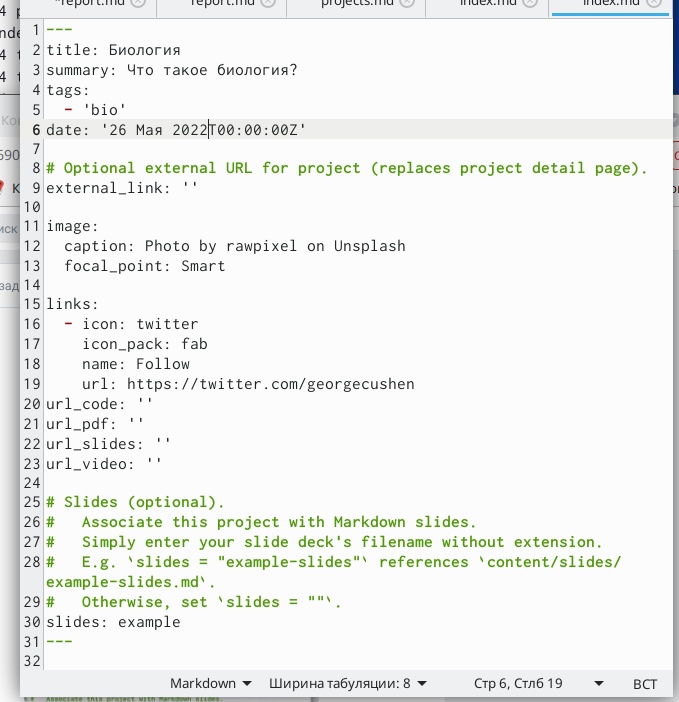 *report.md
report.md
projects.md
index.md
index.md
1 ---
2 title: Биология
3 summary: Что такое биология?
4 tags:
5   - 'bio'
6 date: '26 Мая 2022T00:00:00Z'
7
8 # Optional external URL for project (replaces project detail page).
9 external_link: ''
10
11 image:
12   caption: Photo by rawpixel on Unsplash
13   focal_point: Smart
14
15 links:
16   - icon: twitter
17     icon_pack: fab
18     name: Follow
19     url: https://twitter.com/georgecushen
20 url_code: ''
21 url_pdf: ''
22 url_slides: ''
23 url_video: ''
24
25 # Slides (optional).
26 #   Associate this project with Markdown slides.
27 #   Simply enter your slide deck's filename without extension.
28 #   E.g. `slides = "example-slides"` references `content/slides/
example-slides.md`.
29 #   Otherwise, set `slides = ""`.
30 slides: example
31 ---
32
Markdown Ширина табуляции: 8 Стр 6, Стлб 19 ВСТ